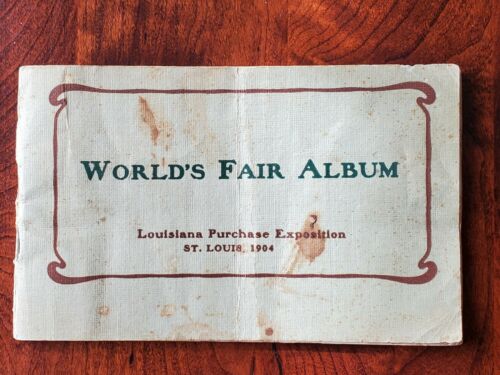 WORLD'S FAIR ALBUM
Louisiana Purchase Exposition
ST. LOUIS, 1904